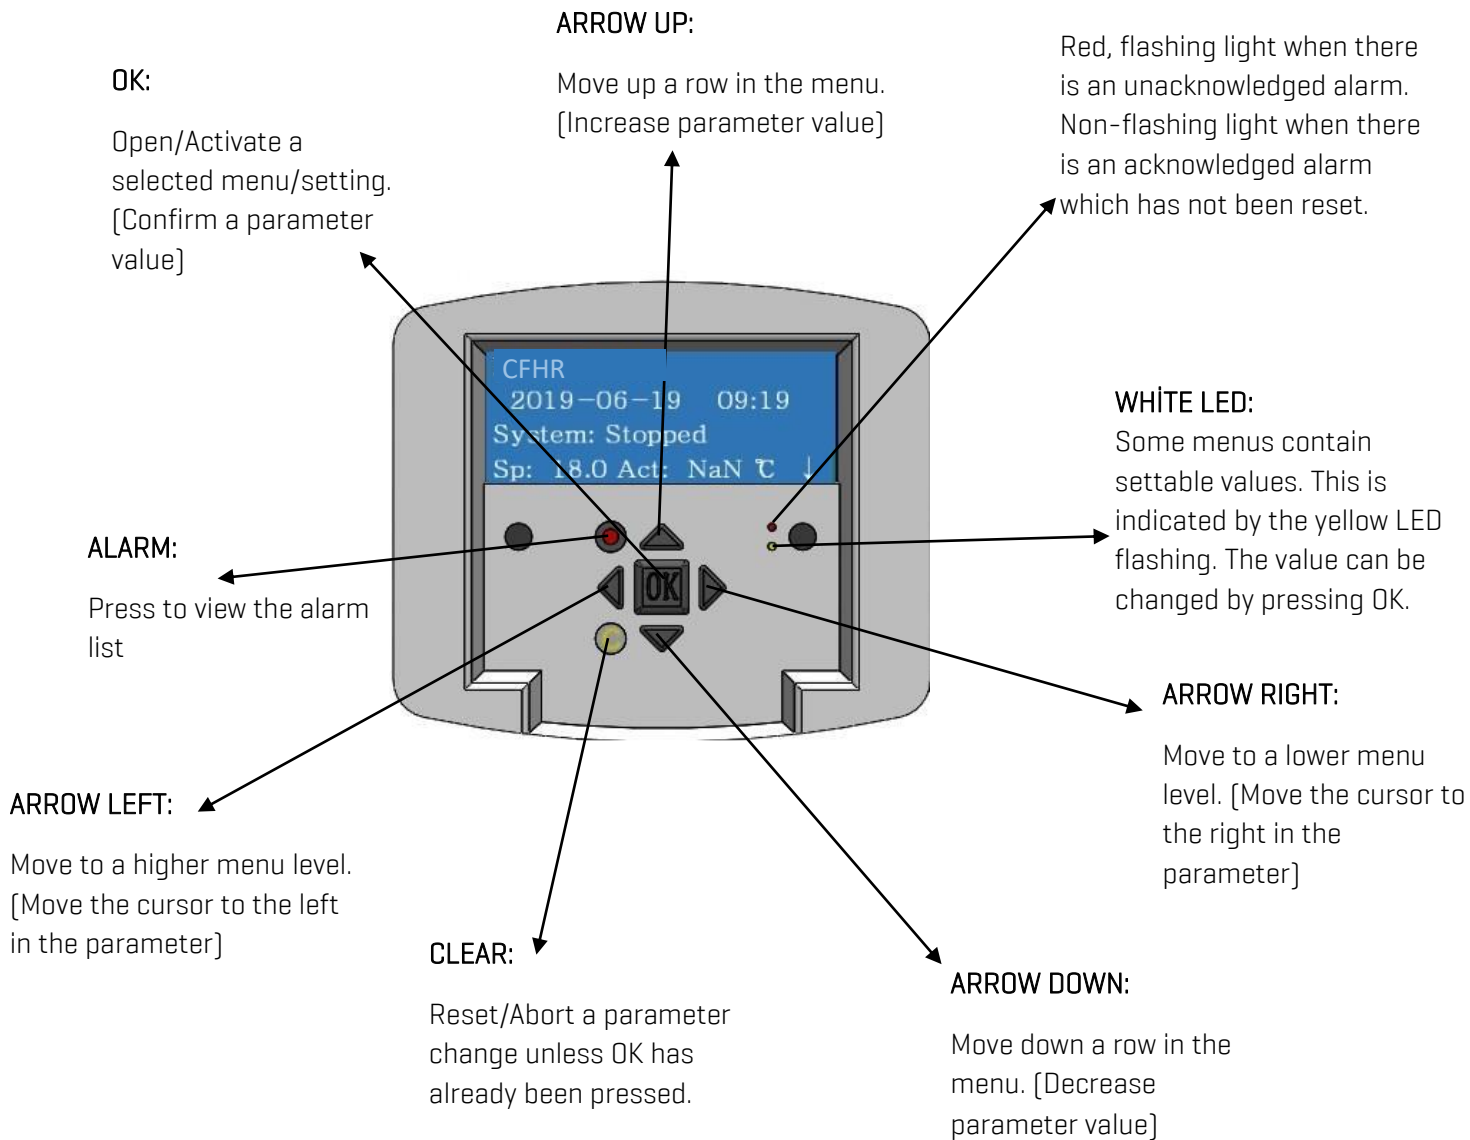 ARROW UP:
Move up a row in the menu.
[Increase parameter value]
OK:
Open/Activate a
selected menu/setting.
[Confirm a parameter
value]
Red, flashing light when there
is an unacknowledged alarm.
Non-flashing light when there
is an acknowledged alarm
which has not been reset.
CFHR
2019-06-19 09:19
System: Stopped
Sp: 18.0 Act: NaN ℃ ↓
OK
WHİTE LED:
Some menus contain
settable values. This is
indicated by the yellow LED
flashing. The value can be
changed by pressing OK.
ALARM:
Press to view the alarm
list
ARROW RIGHT:
Move to a lower menu
level. [Move the cursor to
the right in the
parameter]
ARROW LEFT:
Move to a higher menu level.
[Move the cursor to the left
in the parameter]
CLEAR:
Reset/Abort a parameter
change unless OK has
already been pressed.
ARROW DOWN:
Move down a row in the
menu. [Decrease
parameter value]